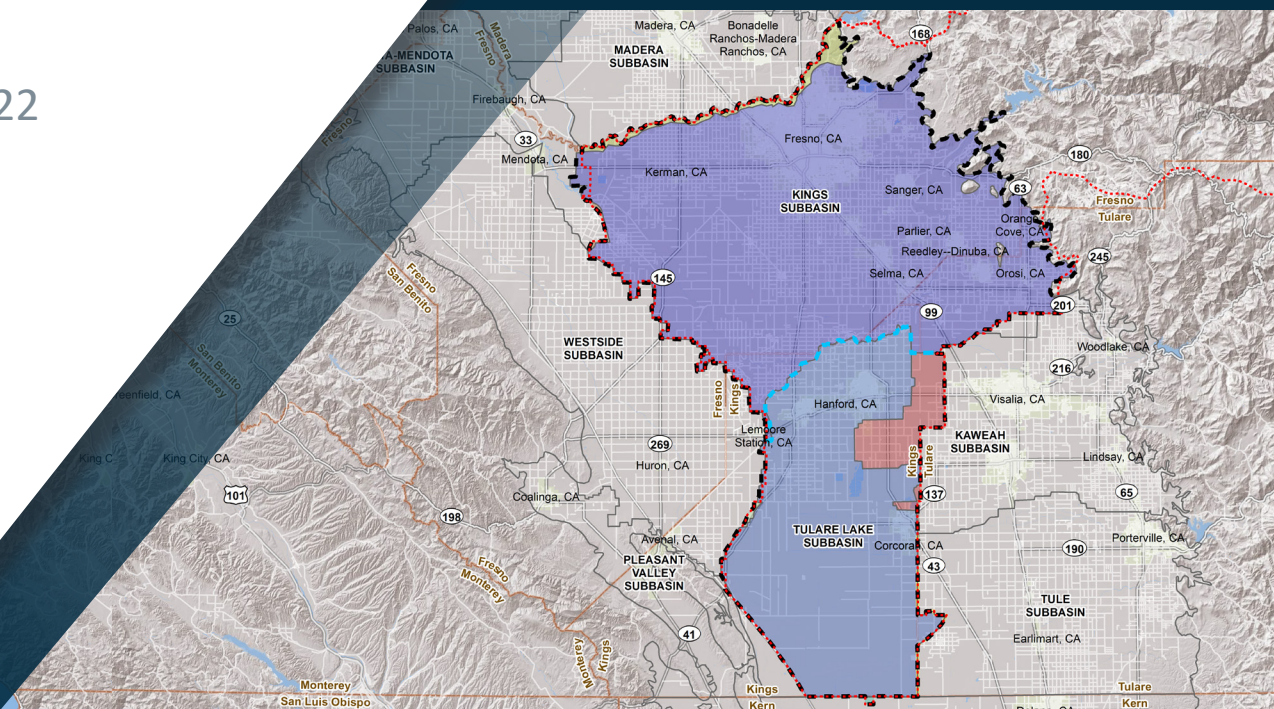 22
Palos, CA
A-MENDOTA
SUBBASIN
Madera
Fresno
Madera, CA
MADERA
SUBBASIN
Bonadelle
Ranchos-Madera
Ranchos, CA
168
Firebaugh, CA
Fresno
33
Mendota, CA
Kerman, CA
Fresno, CA
KINGS
SUBBASIN
Sanger, CA
180
63
Fresno
Tulare
Orange
Cove, CA
Parlier, CA
Reedley--Dinuba, CA
Selma, CA
Orosi, CA
245
145
99
201
Fresno
San Benito
25
San Benito
Monterey
WESTSIDE
SUBBASIN
Woodlake, CA
216
Fresno
Kings
Hanford, CA
Visalia, CA
eenfield, CA
Lemoore
Station, CA
269
KAWEAH
SUBBASIN
Kings
Tulare
Lindsay, CA
King C
King City, CA
Huron, CA
101
Coalinga, CA
137
65
198
TULARE LAKE
SUBBASIN
Avenal, CA
Corcoran, CA
Porterville, CA
190
PLEASANT
VALLEY
SUBBASIN
43
Fresno
Monterey
TULE
SUBBASIN
41
Earlimart, CA
Monterey
Kings
Monterey
San Luis Obispo
Kings
Kern
Tulare
Kern